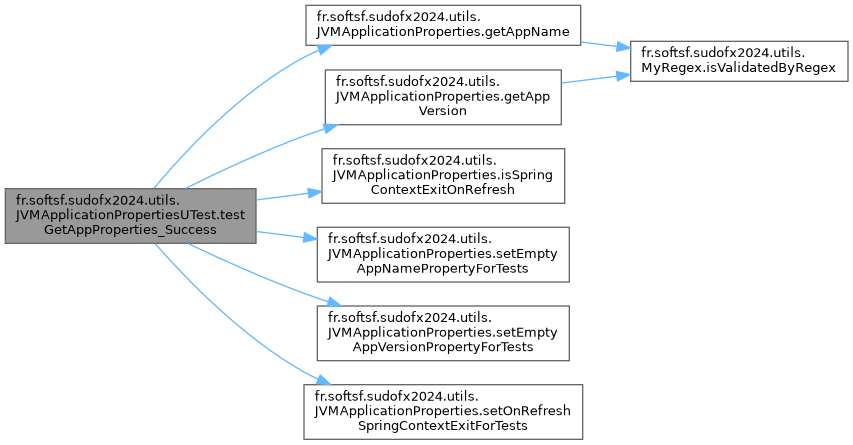 fr.softsf.sudofx2024.utils.
JVMApplicationPropertiesUTest.test
GetAppProperties_Success
fr.softsf.sudofx2024.utils.
JVMApplicationProperties.getAppName
fr.softsf.sudofx2024.utils.
MyRegex.isValidatedByRegex
fr.softsf.sudofx2024.utils.
JVMApplicationProperties.getApp
Version
fr.softsf.sudofx2024.utils.
JVMApplicationProperties.isSpring
ContextExitOnRefresh
fr.softsf.sudofx2024.utils.
JVMApplicationProperties.setEmpty
AppNamePropertyForTests
fr.softsf.sudofx2024.utils.
JVMApplicationProperties.setEmpty
AppVersionPropertyForTests
fr.softsf.sudofx2024.utils.
JVMApplicationProperties.setOnRefresh
SpringContextExitForTests